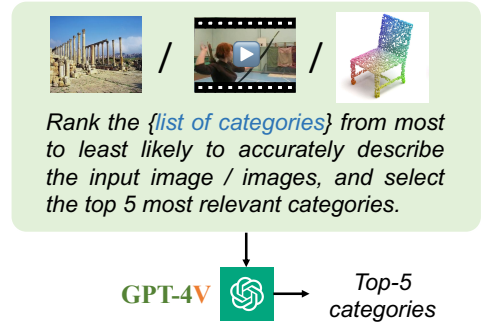 / /
Rank the {list of categories} from most
to least likely to accurately describe
the input image / images, and select
the top 5 most relevant categories.
GPT-4V
Top-5
categories